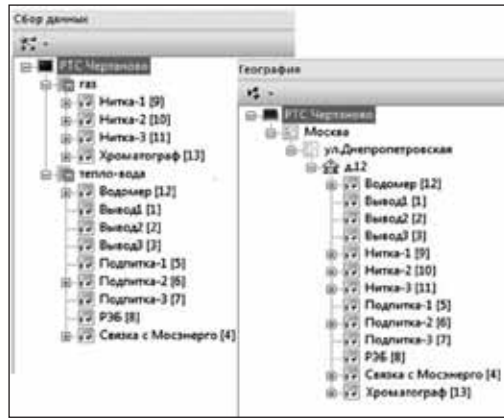 Сбор данных
РТС Чертаново
газ
Нитка-1 [9]
Нитка-2 [10]
Нитка-3 [11]
Хроматограф [13]
тепло-вода
Водомер [12]
Вывод1 [1]
Вывод2 [2]
Вывод3 [3]
Подпитка-1 [5]
Подпитка-2 [6]
Подпитка-3 [7]
РЭБ [8]
Связка с Мосэнерго [4]
География
РТС Чертаново
Москва
ул.Днепропетровская
д.12
Водомер [12]
Вывод1 [1]
Вывод2 [2]
Вывод3 [3]
Нитка-1 [9]
Нитка-2 [10]
Нитка-3 [11]
Подпитка-1 [5]
Подпитка-2 [6]
Подпитка-3 [7]
РЭБ [8]
Связка с Мосэнерго [4]
Хроматограф [13]